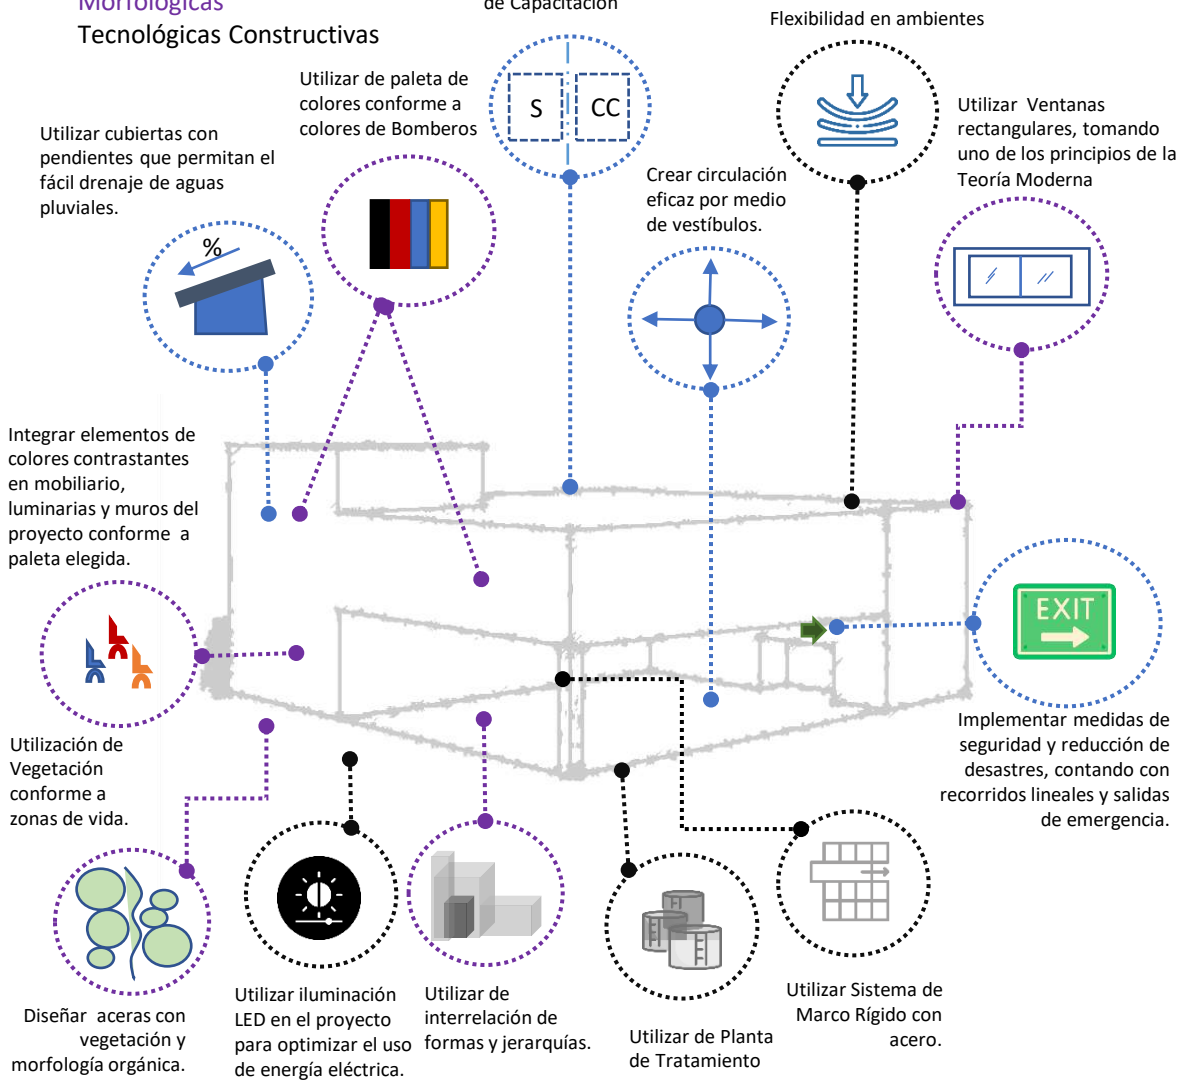 Morfológicas
Tecnológicas Constructivas
de Capacitación
Flexibilidad en ambientes
Utilizar de paleta de
colores conforme a
colores de Bomberos
S
CC
Utilizar Ventanas
rectangulares, tomando
uno de los principios de la
Teoría Moderna
Utilizar cubiertas con
pendientes que permitan el
fácil drenaje de aguas
pluviales.
Crear circulación
eficaz por medio
de vestíbulos.
%
Integrar elementos de
colores contrastantes
en mobiliario,
luminarias y muros del
proyecto conforme a
paleta elegida.
EXIT
Implementar medidas de
seguridad y reducción de
desastres, contando con
recorridos lineales y salidas
de emergencia.
Utilización de
Vegetación
conforme a
zonas de vida.
Diseñar aceras con
vegetación y
morfología orgánica.
Utilizar iluminación
LED en el proyecto
para optimizar el uso
de energía eléctrica.
Utilizar de
interrelación de
formas y jerarquías.
Utilizar de Planta
de Tratamiento
Utilizar Sistema de
Marco Rígido con
acero.